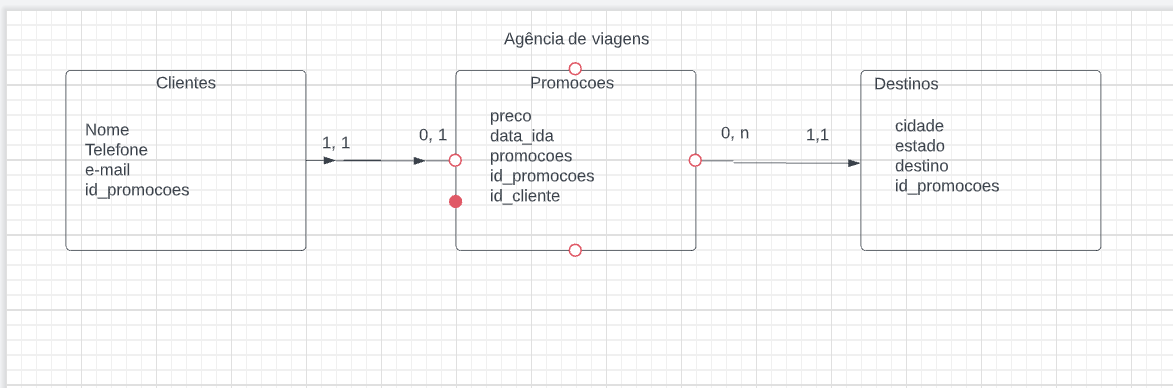 Agência de viagens
Clientes
Nome
Telefone
e-mail
id_promocoes
1, 1
0, 1
Promocoes
preco
data_ida
promocoes
id_promocoes
id_cliente
0, n
1,1
Destinos
cidade
estado
destino
id_promocoes